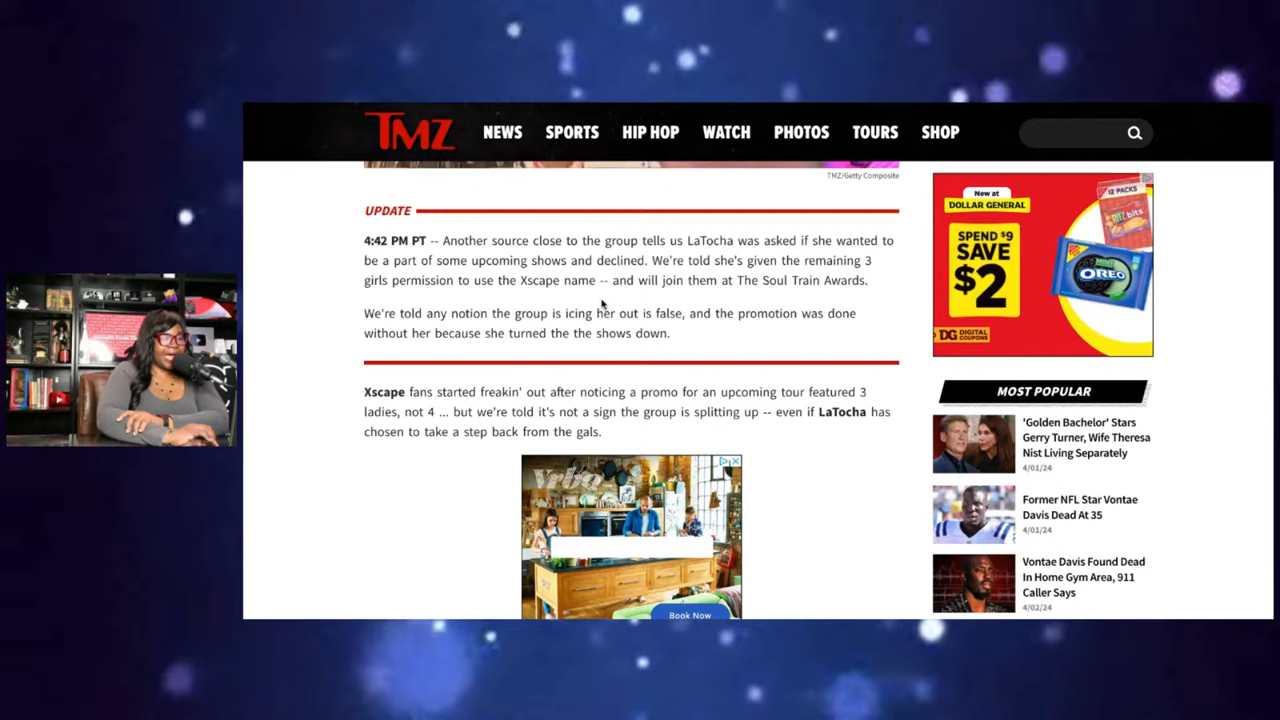 TMZ
NEWS SPORTS HIP HOP WATCH PHOTOS TOURS SHOP
TMZ/Getty Composite
UPDATE
4:42 PM PT -- Another source close to the group tells us LaTocha was asked if she wanted to
be a part of some upcoming shows and declined. We're told she's given the remaining 3
girls permission to use the Xscape name -- and will join them at The Soul Train Awards.
We're told any notion the group is icing her out is false, and the promotion was done
without her because she turned the the shows down.
Xscape fans started freakin' out after noticing a promo for an upcoming tour featured 3
ladies, not 4 ... but we're told it's not a sign the group is splitting up -- even if LaTocha has
chosen to take a step back from the gals.
Vrbo
Book Now
Now at
DOLLAR GENERAL
SPEND $9
SAVE
$2
DG DIGITAL
COUPONS
12 PACKS
RITZ bits
OREO
MOST POPULAR
'Golden Bachelor' Stars
Gerry Turner, Wife Theresa
Nist Living Separately
4/01/24
Former NFL Star Vontae
Davis Dead At 35
4/01/24
Vontae Davis Found Dead
In Home Gym Area, 911
Caller Says
4/02/24